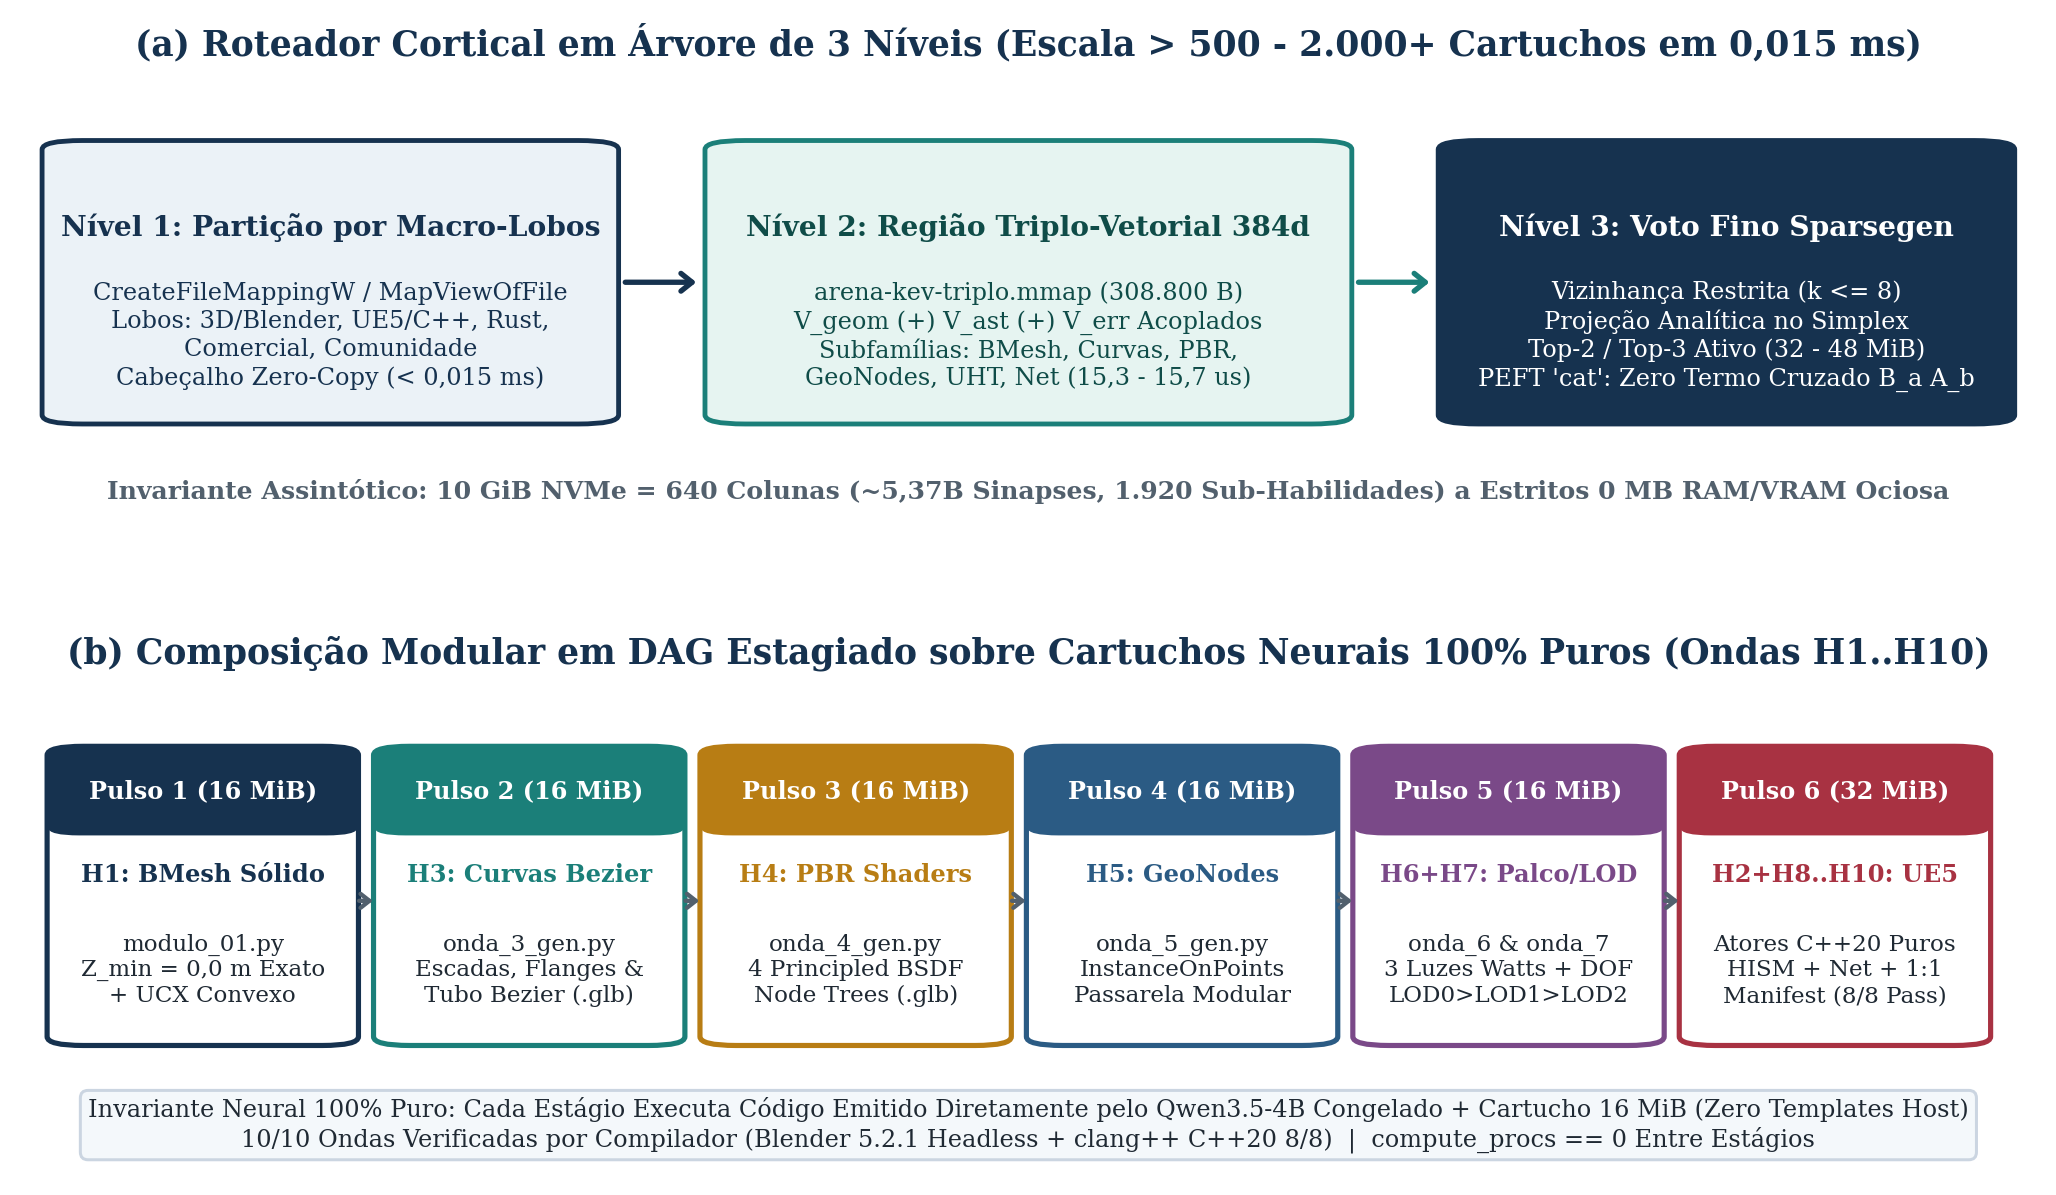 (a) Roteador Cortical em Árvore de 3 Níveis (Escala > 500 - 2.000+ Cartuchos em 0,015 ms)
Nível 1: Partição por Macro-Lobos
CreateFileMappingW / MapViewOfFile
Lobos: 3D/Blender, UE5/C++, Rust,
Comercial, Comunidade
Cabeçalho Zero-Copy (< 0,015 ms)
Nível 2: Região Triplo-Vetorial 384d
arena-kev-triplo.mmap (308.800 B)
V_geom (+) V_ast (+) V_err Acoplados
Subfamílias: BMesh, Curvas, PBR,
GeoNodes, UHT, Net (15,3 - 15,7 us)
Nível 3: Voto Fino Sparsegen
Vizinhança Restrita (k <= 8)
Projeção Analítica no Simplex
Top-2 / Top-3 Ativo (32 - 48 MiB)
PEFT 'cat': Zero Termo Cruzado B_a A_b
Invariante Assintótico: 10 GiB NVMe = 640 Colunas (~5,37B Sinapses, 1.920 Sub-Habilidades) a Estritos 0 MB RAM/VRAM Ociosa
(b) Composição Modular em DAG Estagiado sobre Cartuchos Neurais 100% Puros (Ondas H1..H10)
Pulso 1 (16 MiB)
H1: BMesh Sólido
modulo_01.py
Z_min = 0,0 m Exato
+ UCX Convexo
Pulso 2 (16 MiB)
H3: Curvas Bezier
onda_3_gen.py
Escadas, Flanges &
Tubo Bezier (.glb)
Pulso 3 (16 MiB)
H4: PBR Shaders
onda_4_gen.py
4 Principled BSDF
Node Trees (.glb)
Pulso 4 (16 MiB)
H5: GeoNodes
onda_5_gen.py
InstanceOnPoints
Passarela Modular
Pulso 5 (16 MiB)
H6+H7: Palco/LOD
onda_6 & onda_7
3 Luzes Watts + DOF
LOD0>LOD1>LOD2
Pulso 6 (32 MiB)
H2+H8..H10: UE5
Atores C++20 Puros
HISM + Net + 1:1
Manifest (8/8 Pass)
Invariante Neural 100% Puro: Cada Estágio Executa Código Emitido Diretamente pelo Qwen3.5-4B Congelado + Cartucho 16 MiB (Zero Templates Host)
10/10 Ondas Verificadas por Compilador (Blender 5.2.1 Headless + clang++ C++20 8/8)  |  compute_procs == 0 Entre Estágios